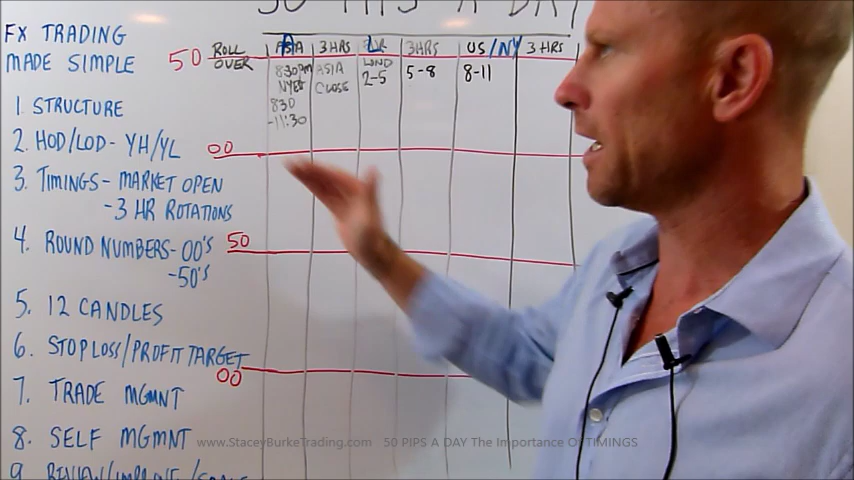 50 PIPS A DAY
FX TRADING
MADE SIMPLE
1. STRUCTURE
2. HOD/LOD- YH/YL
3. TIMINGS- MARKET OPEN
-3 HR ROTATIONS
4. ROUND NUMBERS- 00'S
-50'S
5. 12 CANDLES
6. STOP LOSS/PROFIT TARGET
7. TRADE MGMNT
8. SELF MGMNT
9. REVIEW/
50 ROLL OVER ASIA 3 HRS 3HRS US/NY 3 HRS
830pm ASIA LOND 5-8 8-11
CLOSE 2-5
830
-11:30
00
50
00
www.StaceyBurkeTrading.com 50 PIPS A DAY The Importance Of TIMINGS